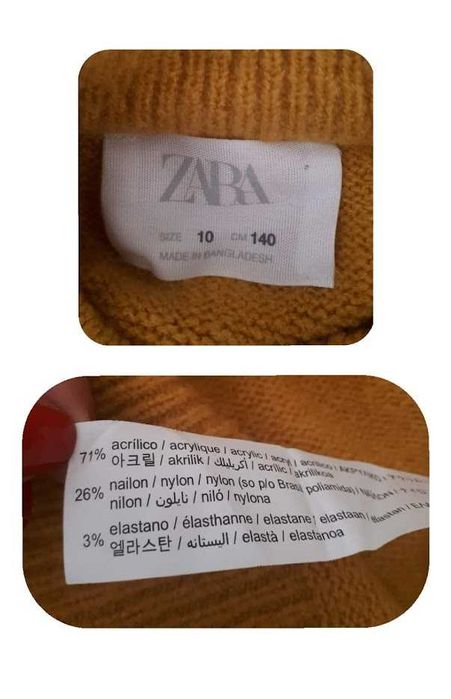 ZARA
SIZE 10 CM 140
MADE IN BANGLADESH
71% acrílico / acrylique / acrylic /
아크릴 / akrilik / أكريليك / acrílic / akrilikoa
26% nailon / nylon / nylon (so p/o Brasil poliamida) /
nilon / نايلون / niló / nylona
3% elastano / élasthanne / elastane / elastaan / elastan /
엘라스탄 / اليستانه / elastà / elastanoa